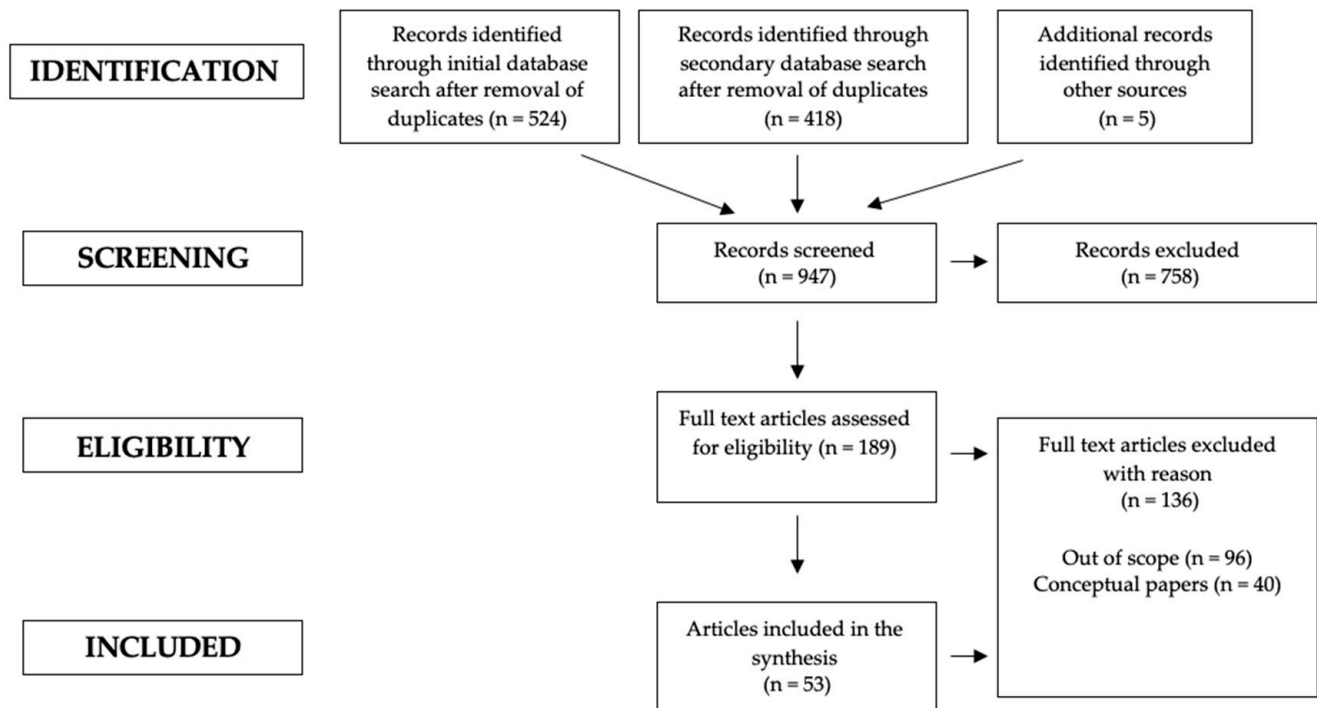 IDENTIFICATION
Records identified
through initial database
search after removal of
duplicates (n = 524)
Records identified through
secondary database search
after removal of duplicates
(n = 418)
Additional records
identified through
other sources
(n = 5)
SCREENING
Records screened
(n = 947)
Records excluded
(n = 758)
ELIGIBILITY
Full text articles assessed
for eligibility (n = 189)
Full text articles excluded
with reason
(n = 136)
Out of scope (n = 96)
Conceptual papers (n = 40)
INCLUDED
Articles included in the
synthesis
(n = 53)